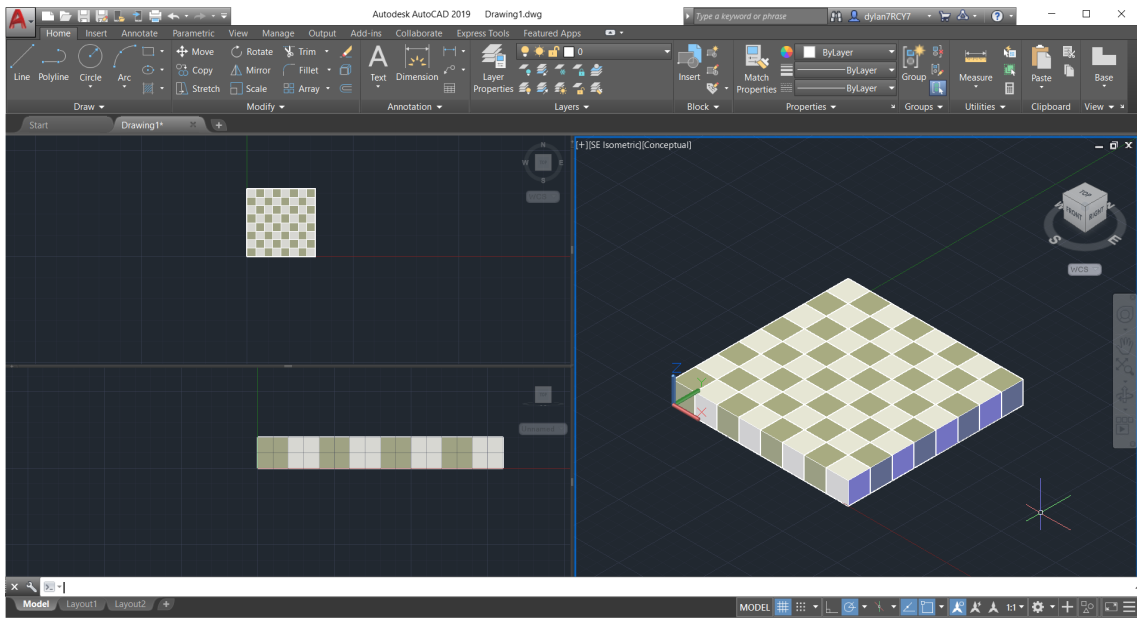 A Autodesk AutoCAD 2019 Drawing1.dwg Type a keyword or phrase dylan7RCY7
Home Insert Annotate Parametric View Manage Output Add-ins Collaborate Express Tools Featured Apps
Line Polyline Circle Arc
Move Rotate Trim
Copy Mirror Fillet
Stretch Scale Array
A
Text Dimension
Layer
Properties
0
Insert
Match
Properties
ByLayer
ByLayer
ByLayer
Group
Measure
Paste
Base
Draw Modify Annotation Layers Block Properties Groups Utilities Clipboard View
Start Drawing1* +
[+][SE Isometric][Conceptual]
N
W E
S
TOP
FRONT RIGHT
S E
WCS
Z
Y
X
Unnamed
Model Layout1 Layout2 +
MODEL 1:1